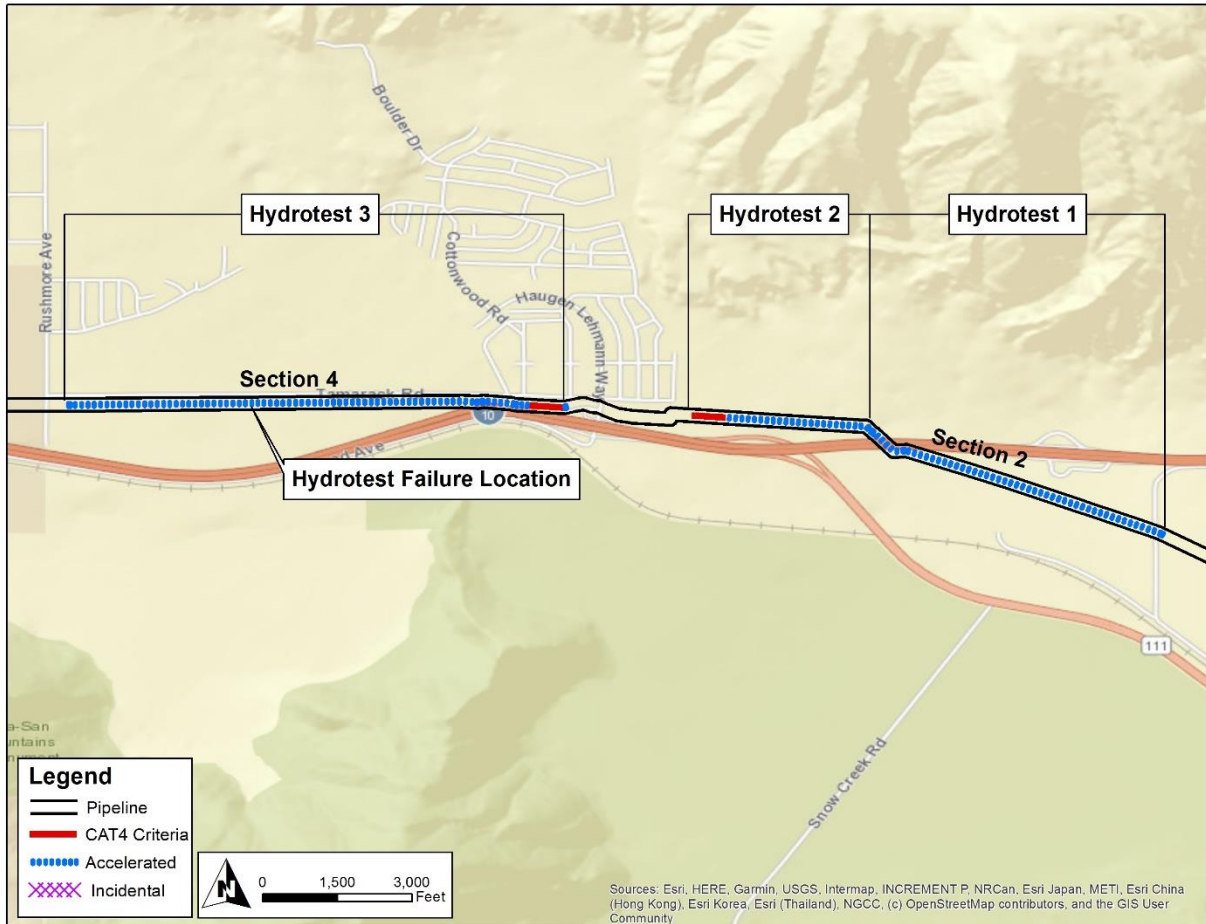 Boulder Dr
Hydrotest 3
Hydrotest 2
Hydrotest 1
Rushmore Ave
Cottonwood Rd
Haugen Lehmann Way
Section 4
Tamarack Rd
10
Section 2
Hydrotest Failure Location
Ave
111
Snow Creek Rd
a-San
untains
Legend
Pipeline
CAT4 Criteria
Accelerated
Incidental
N
0 1,500 3,000
Feet
Sources: Esri, HERE, Garmin, USGS, Intermap, INCREMENT P, NRCan, Esri Japan, METI, Esri China
(Hong Kong), Esri Korea, Esri (Thailand), NGCC, (c) OpenStreetMap contributors, and the GIS User
Community